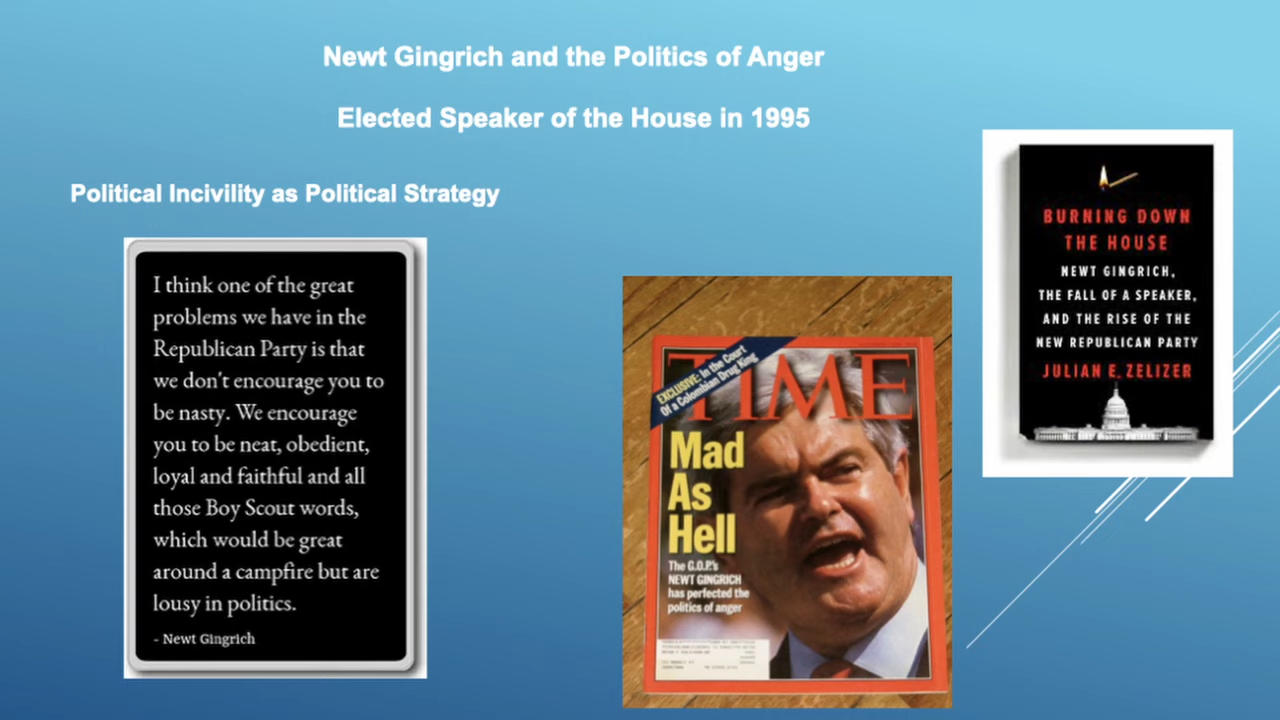 Newt Gingrich and the Politics of Anger
Elected Speaker of the House in 1995
Political Incivility as Political Strategy
I think one of the great
problems we have in the
Republican Party is that
we don't encourage you to
be nasty. We encourage
you to be neat, obedient,
loyal and faithful and all
those Boy Scout words,
which would be great
around a campfire but are
lousy in politics.
- Newt Gingrich
EXCLUSIVE: In the Court
Of a Colombian Drug King
TIME
Mad
As
Hell
The G.O.P.'s
NEWT GINGRICH
has perfected the
politics of anger
BURNING DOWN
THE HOUSE
NEWT GINGRICH,
THE FALL OF A SPEAKER,
AND THE RISE OF THE
NEW REPUBLICAN PARTY
JULIAN E. ZELIZER